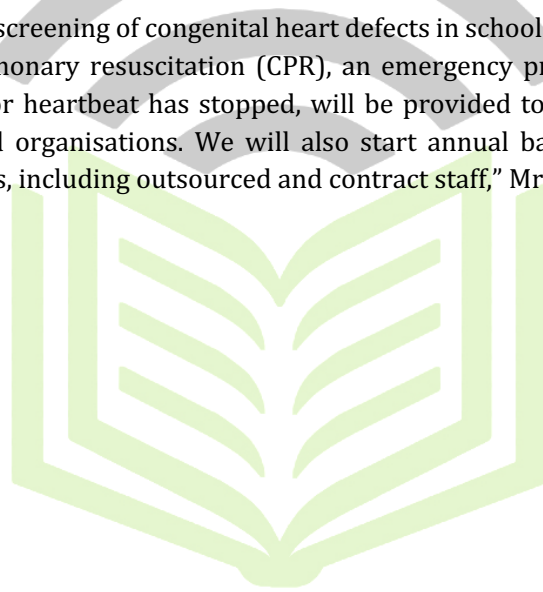 screening of congenital heart defects in school
monary resuscitation (CPR), an emergency pr
or heartbeat has stopped, will be provided to
d organisations. We will also start annual ba
s, including outsourced and contract staff,” Mr